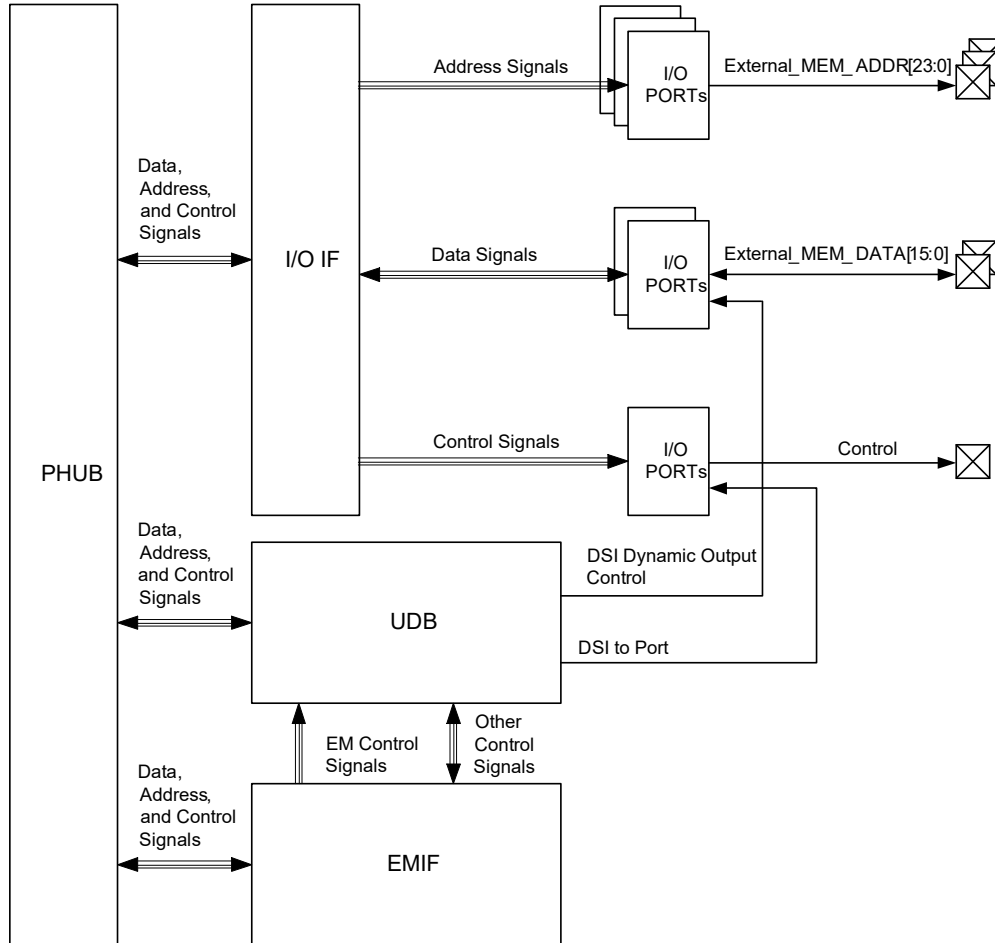 Address Signals
I/O
PORTs
External_MEM_ADDR[23:0]
Data,
Address,
and Control
Signals
I/O IF
Data Signals
I/O
PORTs
External_MEM_DATA[15:0]
Control Signals
I/O
PORTs
Control
PHUB
Data,
Address,
and Control
Signals
UDB
DSI Dynamic Output
Control
DSI to Port
EM Control
Signals
Other
Control
Signals
Data,
Address,
and Control
Signals
EMIF